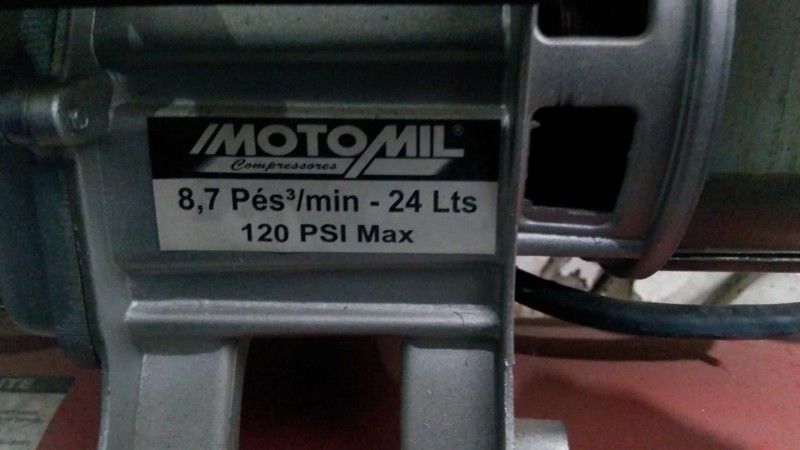 MOTOMIL®
Compressores
8,7 Pés³/min - 24 Lts
120 PSI Max